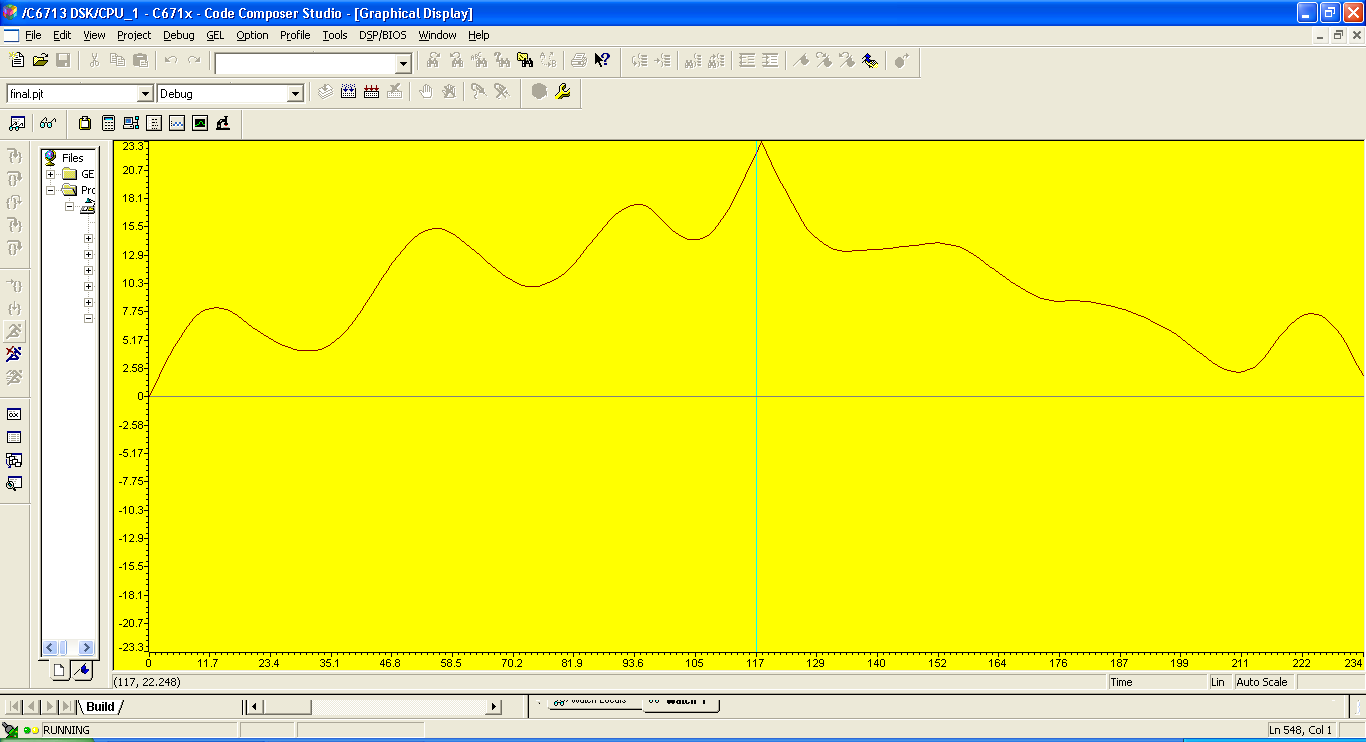 /C6713 DSK/CPU_1 - C671x - Code Composer Studio - [Graphical Display]
File Edit View Project Debug GEL Option Profile Tools DSP/BIOS Window Help
final.pjt Debug
Files
GE
Prc
23.3
20.7
18.1
15.5
12.9
10.3
7.75
5.17
2.58
0
-2.58
-5.17
-7.75
-10.3
-12.9
-15.5
-18.1
-20.7
-23.3
0 11.7 23.4 35.1 46.8 58.5 70.2 81.9 93.6 105 117 129 140 152 164 176 187 199 211 222 234
(117, 22.248) Time Lin Auto Scale
Build Watch Locals Watch 1
RUNNING Ln 548, Col 1